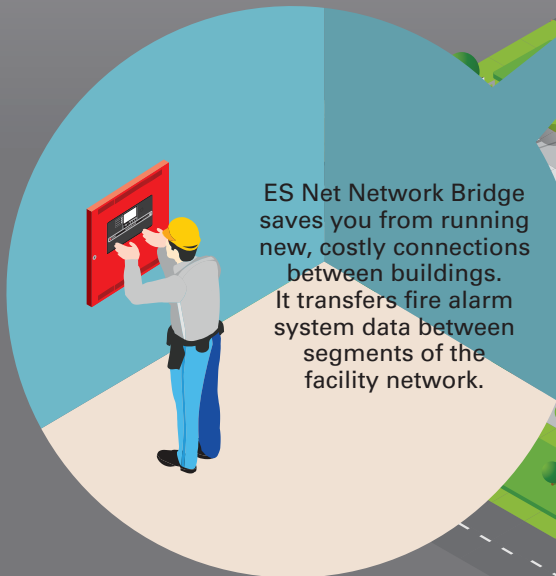 ES Net Network Bridge
saves you from running
new, costly connections
between buildings.
It transfers fire alarm
system data between
segments of the
facility network.